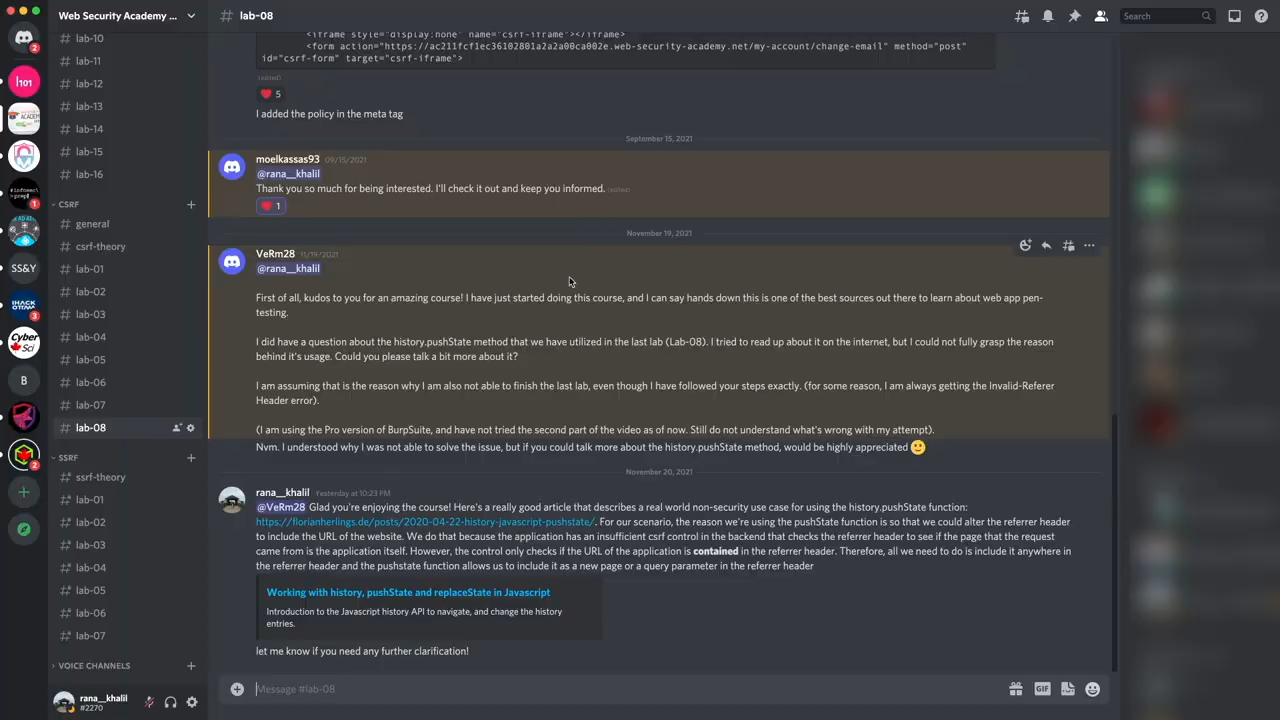 Web Security Academy ...
# lab-08
Search
# lab-10
# lab-11
# lab-12
# lab-13
# lab-14
# lab-15
# lab-16
CSRF
# general
# csrf-theory
# lab-01
# lab-02
# lab-03
# lab-04
# lab-05
# lab-06
# lab-07
# lab-08
SSRF
# ssrf-theory
# lab-01
# lab-02
# lab-03
# lab-04
# lab-05
# lab-06
# lab-07
VOICE CHANNELS
rana__khalil
#2270
2
l101
1
SS&Y
iHACK
3
Cyber
Sci
B
2
<iframe style="display:none" name="csrf-iframe"></iframe>
<form action="https://ac211fcf1ec36102801a2a2a00ca002e.web-security-academy.net/my-account/change-email" method="post"
id="csrf-form" target="csrf-iframe">
(edited)
5
I added the policy in the meta tag
September 15, 2021
moelkassas93 09/15/2021
@rana__khalil
Thank you so much for being interested. I'll check it out and keep you informed. (edited)
1
November 19, 2021
VeRm28 11/19/2021
@rana__khalil
First of all, kudos to you for an amazing course! I have just started doing this course, and I can say hands down this is one of the best sources out there to learn about web app pen-
testing.
I did have a question about the history.pushState method that we have utilized in the last lab (Lab-08). I tried to read up about it on the internet, but I could not fully grasp the reason
behind it's usage. Could you please talk a bit more about it?
I am assuming that is the reason why I am also not able to finish the last lab, even though I have followed your steps exactly. (for some reason, I am always getting the Invalid-Referer
Header error).
(I am using the Pro version of BurpSuite, and have not tried the second part of the video as of now. Still do not understand what's wrong with my attempt).
Nvm. I understood why I was not able to solve the issue, but if you could talk more about the history.pushState method, would be highly appreciated
November 20, 2021
rana__khalil Yesterday at 10:23 PM
@VeRm28 Glad you're enjoying the course! Here's a really good article that describes a real world non-security use case for using the history.pushState function:
https://florianherlings.de/posts/2020-04-22-history-javascript-pushstate/. For our scenario, the reason we're using the pushState function is so that we could alter the referrer header
to include the URL of the website. We do that because the application has an insufficient csrf control in the backend that checks the referrer header to see if the page that the request
came from is the application itself. However, the control only checks if the URL of the application is contained in the referrer header. Therefore, all we need to do is include it anywhere in
the referrer header and the pushstate function allows us to include it as a new page or a query parameter in the referrer header
Working with history, pushState and replaceState in Javascript
Introduction to the Javascript history API to navigate, and change the history
entries.
let me know if you need any further clarification!
Message #lab-08
GIF